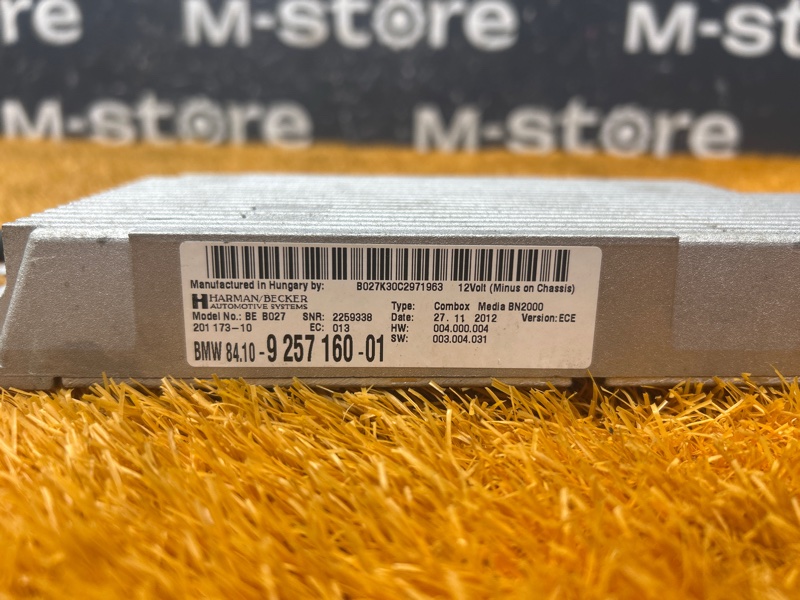 re M-store M-st
M-store M-store
Manufactured in Hungary by: B027K30C2971963 12Volt (Minus on Chassis)
HARMAN/BECKER
AUTOMOTIVE SYSTEMS
Type: Combox Media BN2000
Model No.: BE B027 SNR: 2259338 Date: 27. 11 2012 Version: ECE
201 173-10 EC: 013 HW: 004.000.004
SW: 003.004.031
BMW 84.10-9 257 160-01